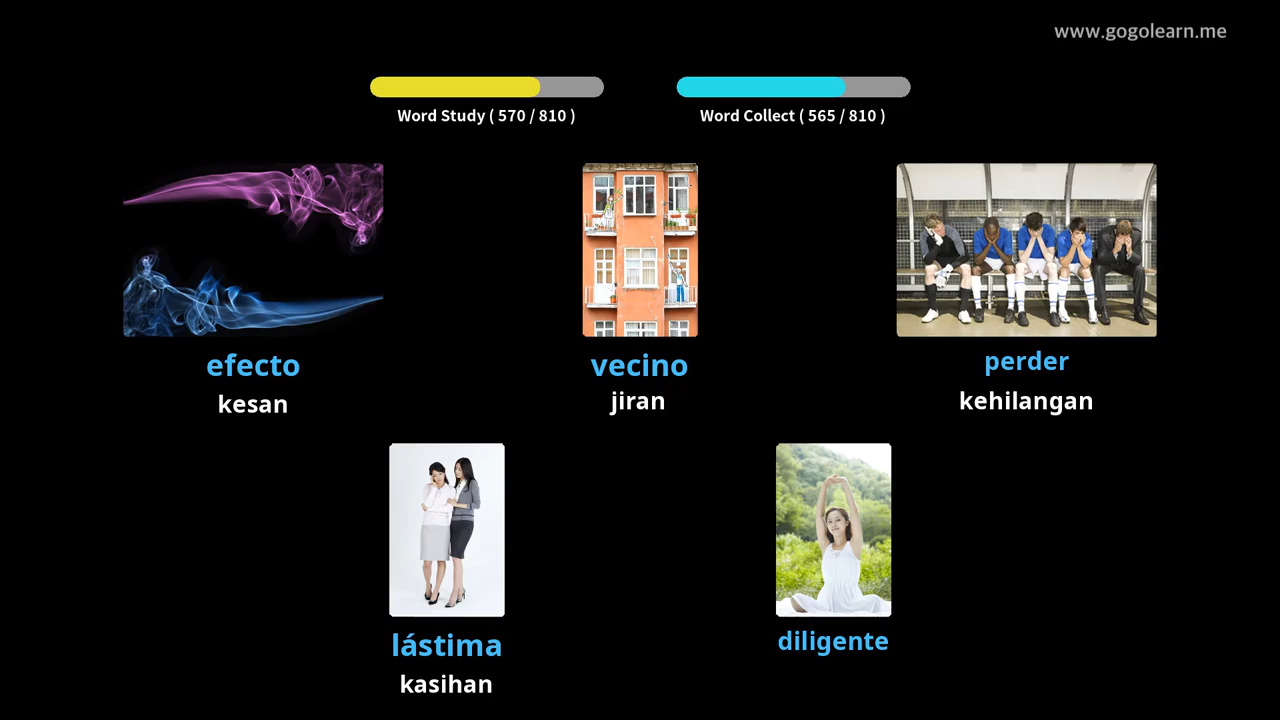 www.gogolearn.me
Word Study ( 570 / 810 )
Word Collect ( 565 / 810 )
efecto
kesan
vecino
jiran
perder
kehilangan
lástima
kasihan
diligente